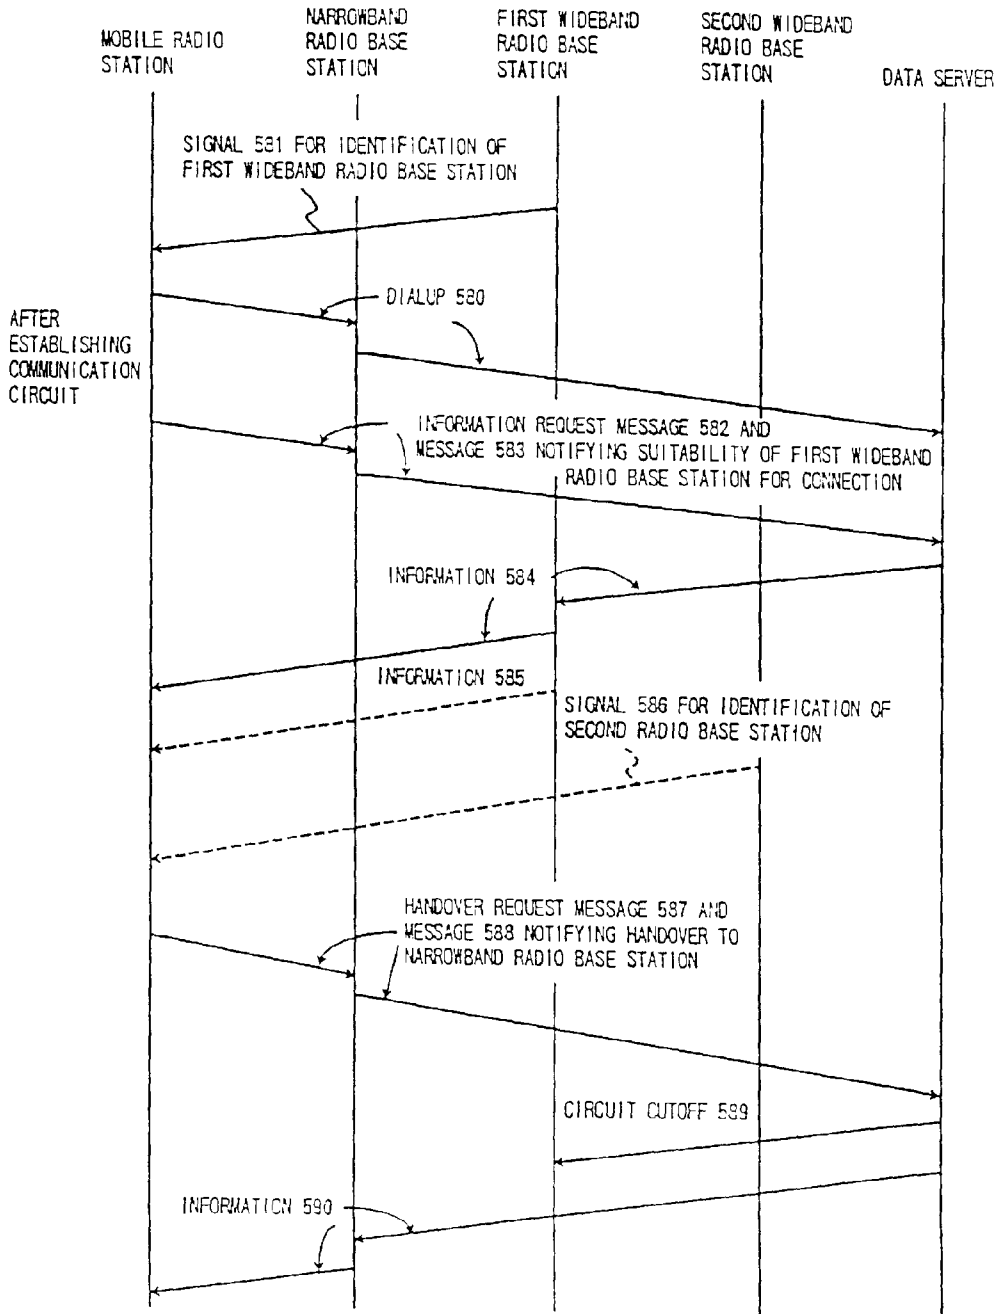 MOBILE RADIO
STATION
NARROWBAND
RADIO BASE
STATION
FIRST WIDEBAND
RADIO BASE
STATION
SECOND WIDEBAND
RADIO BASE
STATION
DATA SERVER
SIGNAL 581 FOR IDENTIFICATION OF
FIRST WIDEBAND RADIO BASE STATION
DIALUP 580
AFTER
ESTABLISHING
COMMUNICATION
CIRCUIT
INFORMATION REQUEST MESSAGE 582 AND
MESSAGE 583 NOTIFYING SUITABILITY OF FIRST WIDEBAND
RADIO BASE STATION FOR CONNECTION
INFORMATION 584
INFORMATION 585
SIGNAL 586 FOR IDENTIFICATION OF
SECOND RADIO BASE STATION
HANDOVER REQUEST MESSAGE 587 AND
MESSAGE 588 NOTIFYING HANDOVER TO
NARROWBAND RADIO BASE STATION
CIRCUIT CUTOFF 589
INFORMATION 590